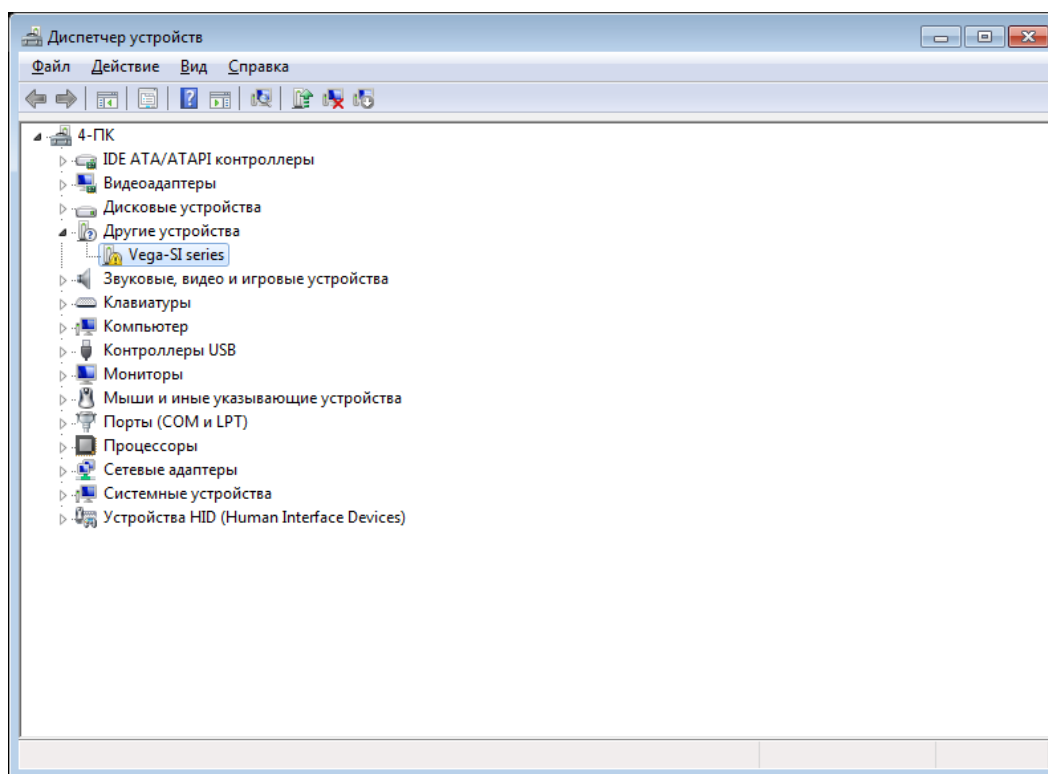 Диспетчер устройств
Файл Действие Вид Справка
4-ПК
IDE ATA/ATAPI контроллеры
Видеоадаптеры
Дисковые устройства
Другие устройства
Vega-SI series
Звуковые, видео и игровые устройства
Клавиатуры
Компьютер
Контроллеры USB
Мониторы
Мыши и иные указывающие устройства
Порты (COM и LPT)
Процессоры
Сетевые адаптеры
Системные устройства
Устройства HID (Human Interface Devices)